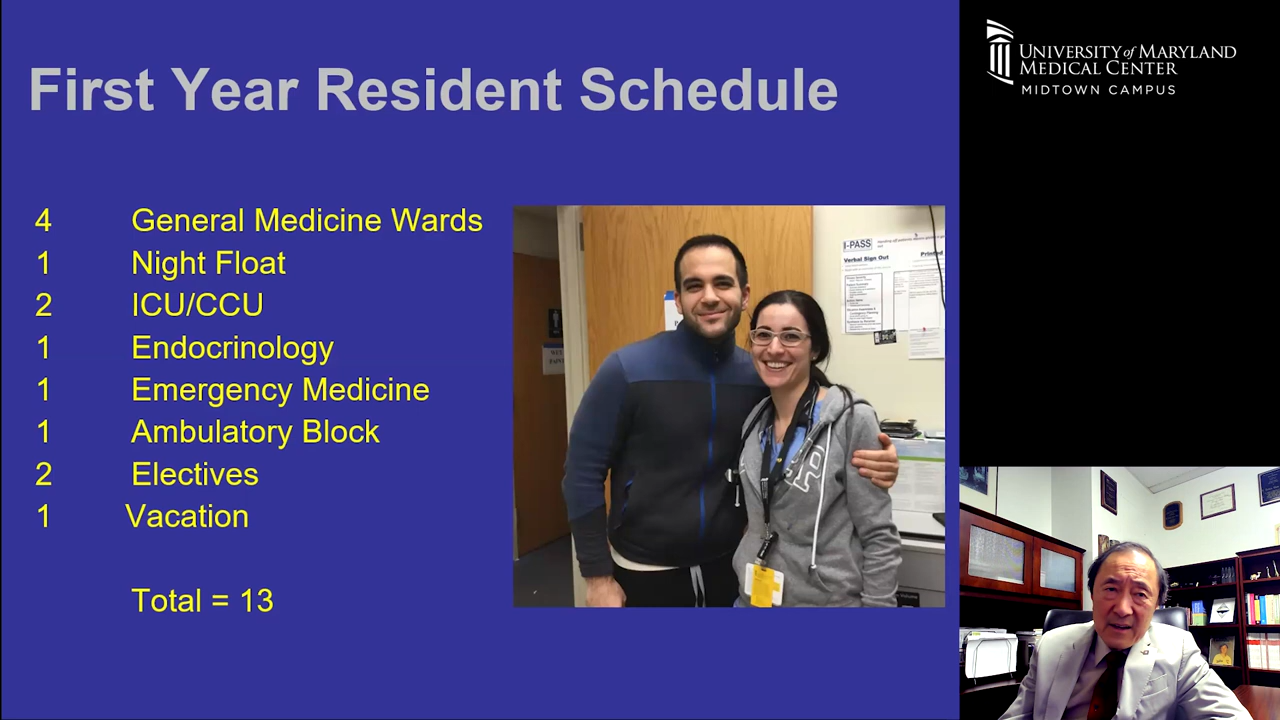 First Year Resident Schedule
4 General Medicine Wards
1 Night Float
2 ICU/CCU
1 Endocrinology
1 Emergency Medicine
1 Ambulatory Block
2 Electives
1 Vacation
Total = 13
I-PASS
Verbal Sign Out
UNIVERSITY of MARYLAND
MEDICAL CENTER
MIDTOWN CAMPUS